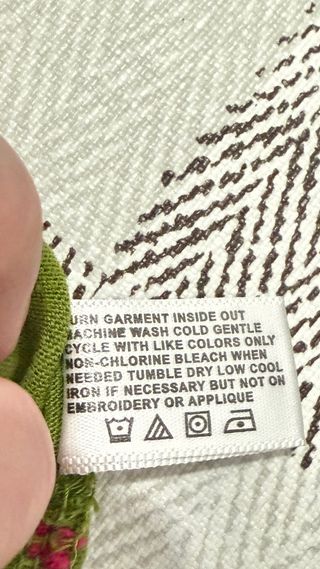 URN GARMENT INSIDE OUT
MACHINE WASH COLD GENTLE
CYCLE WITH LIKE COLORS ONLY
NON-CHLORINE BLEACH WHEN
NEEDED TUMBLE DRY LOW COOL
IRON IF NECESSARY BUT NOT ON
EMBROIDERY OR APPLIQUE